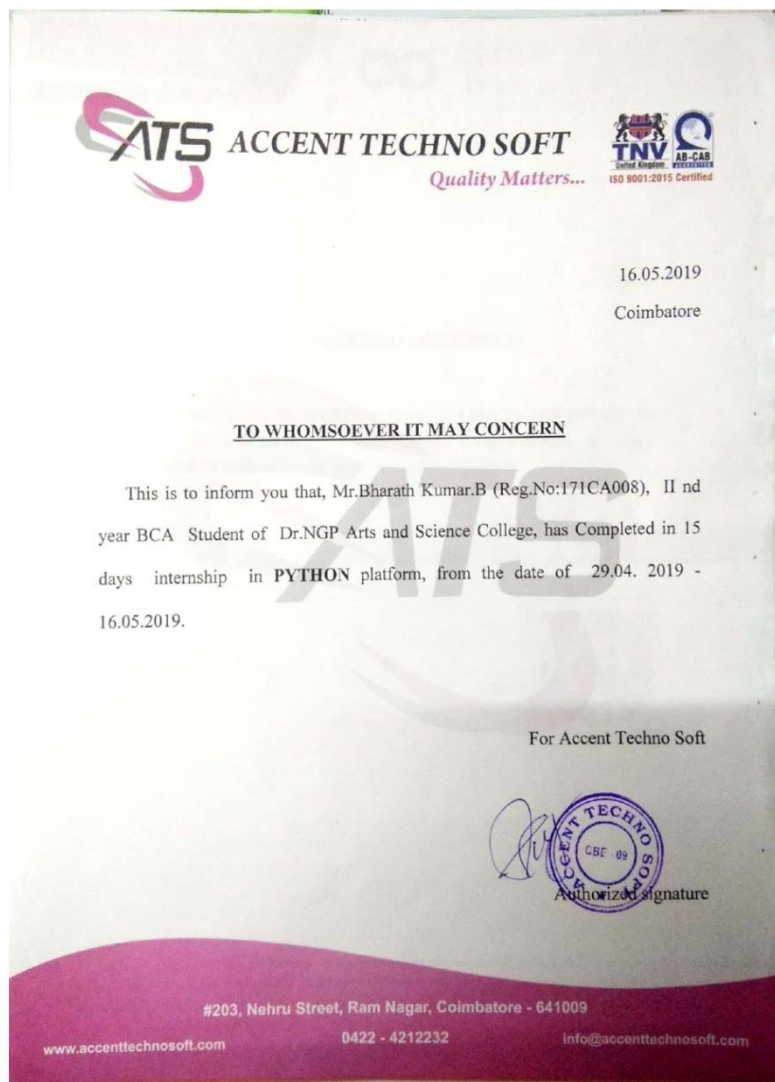 ATS ACCENT TECHNO SOFT
Quality Matters...
TNV
United Kingdom
AB-CAB
ACCREDITED
ISO 9001:2015 Certified
16.05.2019
Coimbatore
TO WHOMSOEVER IT MAY CONCERN
This is to inform you that, Mr.Bharath Kumar.B (Reg.No:171CA008), II nd
year BCA Student of Dr.NGP Arts and Science College, has Completed in 15
days internship in PYTHON platform, from the date of 29.04. 2019 -
16.05.2019.
ATS
For Accent Techno Soft
ACCENT TECHNO SOFT
CBE - 09
Authorized signature
#203, Nehru Street, Ram Nagar, Coimbatore - 641009
www.accenttechnosoft.com 0422 - 4212232 info@accenttechnosoft.com